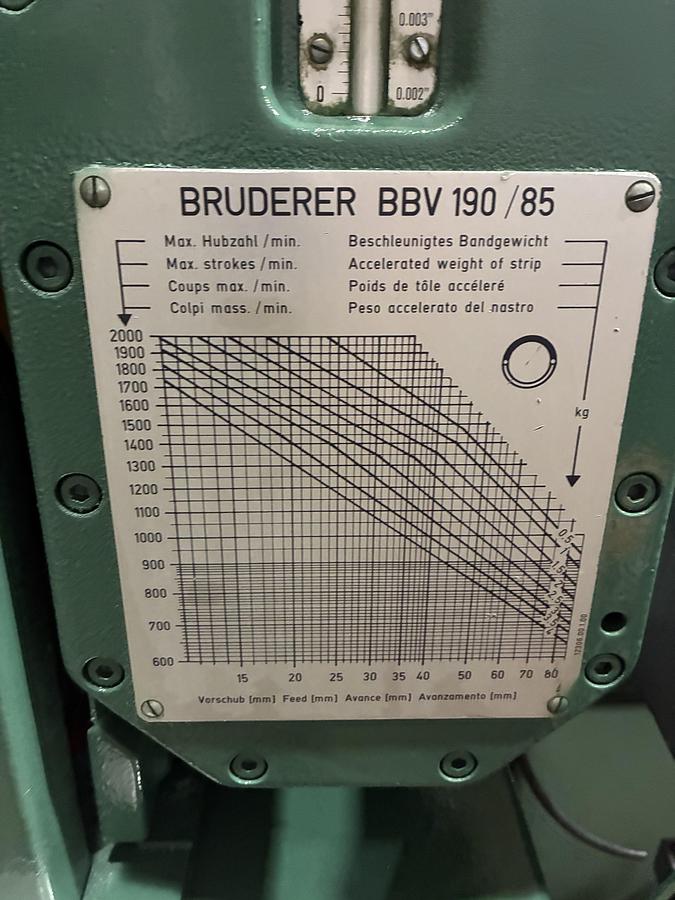 0.003"
0
0.002"
BRUDERER BBV 190/85
Max. Hubzahl/min. Beschleunigtes Bandgewicht
Max. strokes/min. Accelerated weight of strip
Coups max./min. Poids de tôle accéléré
Colpi mass./min. Peso accelerato del nastro
2000
1900
1800
1700
1600
1500
1400
1300
1200
1100
1000
900
800
700
600
kg
0.5
1
1.5
15 20 25 30 35 40 50 60 70 80
Vorschub [mm] Feed [mm] Avance [mm] Avanzamento [mm]